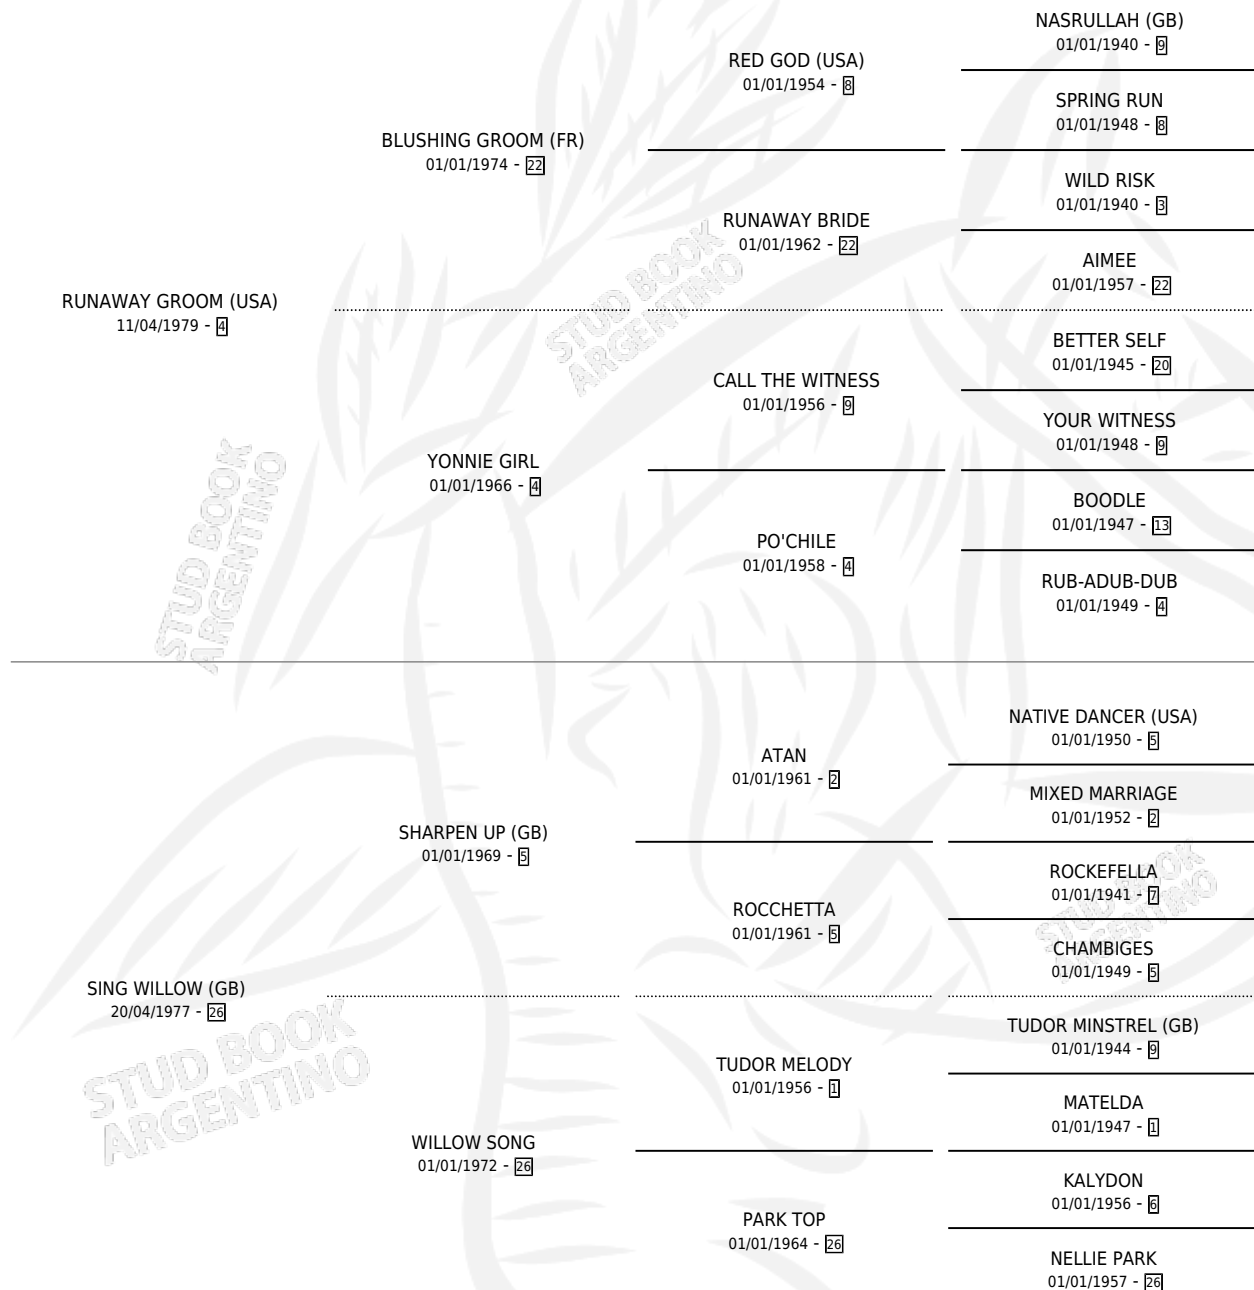 NASRULLAH (GB)
01/01/1940 - 9
RED GOD (USA)
01/01/1954 - 8
SPRING RUN
01/01/1948 - 8
BLUSHING GROOM (FR)
01/01/1974 - 22
WILD RISK
01/01/1940 - 3
RUNAWAY BRIDE
01/01/1962 - 22
AIMEE
01/01/1957 - 22
RUNAWAY GROOM (USA)
11/04/1979 - 4
BETTER SELF
01/01/1945 - 20
CALL THE WITNESS
01/01/1956 - 9
YOUR WITNESS
01/01/1948 - 9
YONNIE GIRL
01/01/1966 - 4
BOODLE
01/01/1947 - 13
PO'CHILE
01/01/1958 - 4
RUB-ADUB-DUB
01/01/1949 - 4
NATIVE DANCER (USA)
01/01/1950 - 5
ATAN
01/01/1961 - 2
MIXED MARRIAGE
01/01/1952 - 2
SHARPEN UP (GB)
01/01/1969 - 5
ROCKEFELLA
01/01/1941 - 7
ROCCHETTA
01/01/1961 - 5
CHAMBIGES
01/01/1949 - 5
SING WILLOW (GB)
20/04/1977 - 26
TUDOR MINSTREL (GB)
01/01/1944 - 9
TUDOR MELODY
01/01/1956 - 1
MATELDA
01/01/1947 - 1
WILLOW SONG
01/01/1972 - 26
KALYDON
01/01/1956 - 6
PARK TOP
01/01/1964 - 26
NELLIE PARK
01/01/1957 - 26
STUD BOOK
ARGENTINO
STUD BOOK
ARGENTINO
STUD BOOK
ARGENTINO
STUD BOOK
ARGENTINO